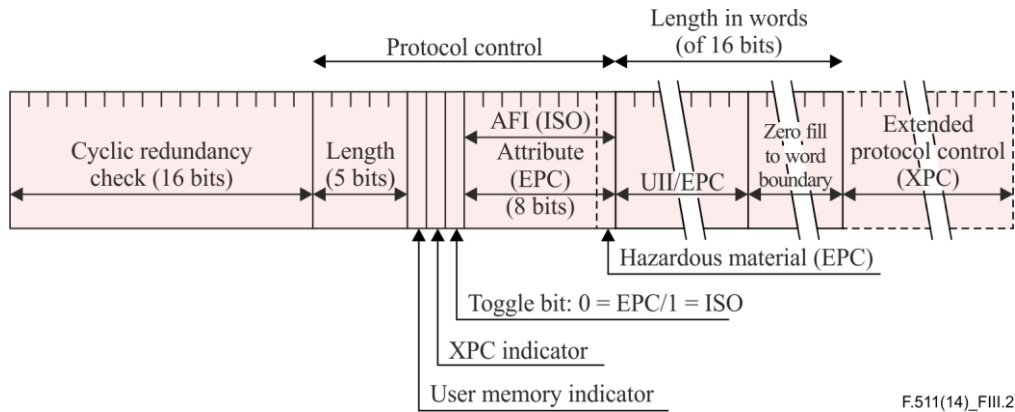 Length in words
(of 16 bits)
Protocol control
AFI (ISO)
Attribute
(EPC)
(8 bits)
Cyclic redundancy
check (16 bits)
Length
(5 bits)
UII/EPC
Zero fill
to word
boundary
Extended
protocol control
(XPC)
Hazardous material (EPC)
Toggle bit: 0 = EPC/1 = ISO
XPC indicator
User memory indicator
F.511(14)_FIII.2